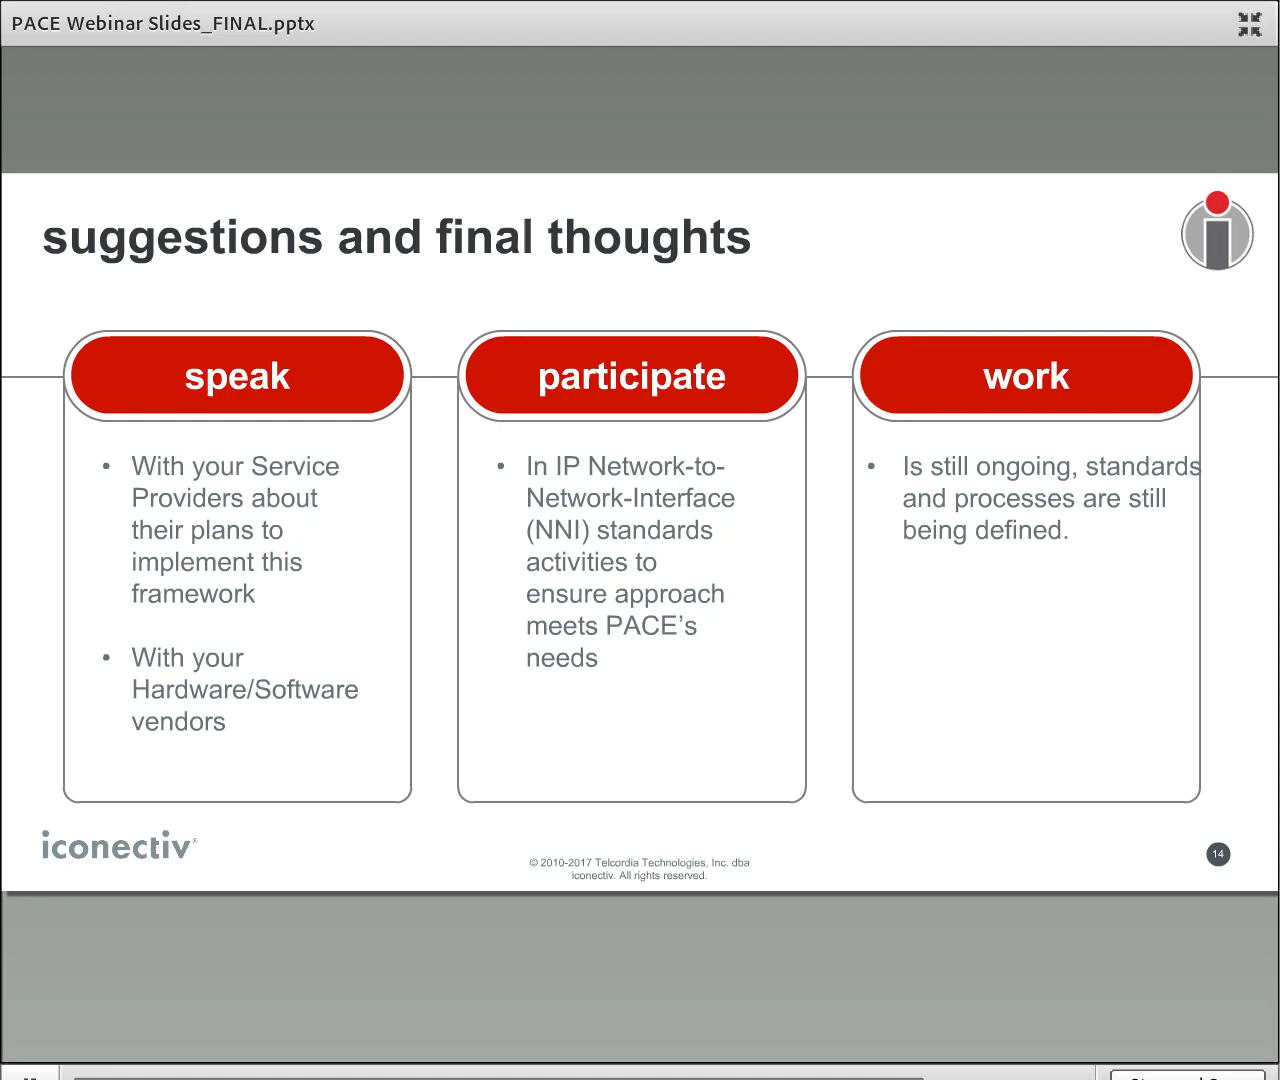 PACE Webinar Slides_FINAL.pptx
suggestions and final thoughts
speak
• With your Service
Providers about
their plans to
implement this
framework
• With your
Hardware/Software
vendors
participate
• In IP Network-to-
Network-Interface
(NNI) standards
activities to
ensure approach
meets PACE's
needs
work
• Is still ongoing, standards
and processes are still
being defined.
iconectiv®
© 2010-2017 Telcordia Technologies, Inc. dba
iconectiv. All rights reserved.
14